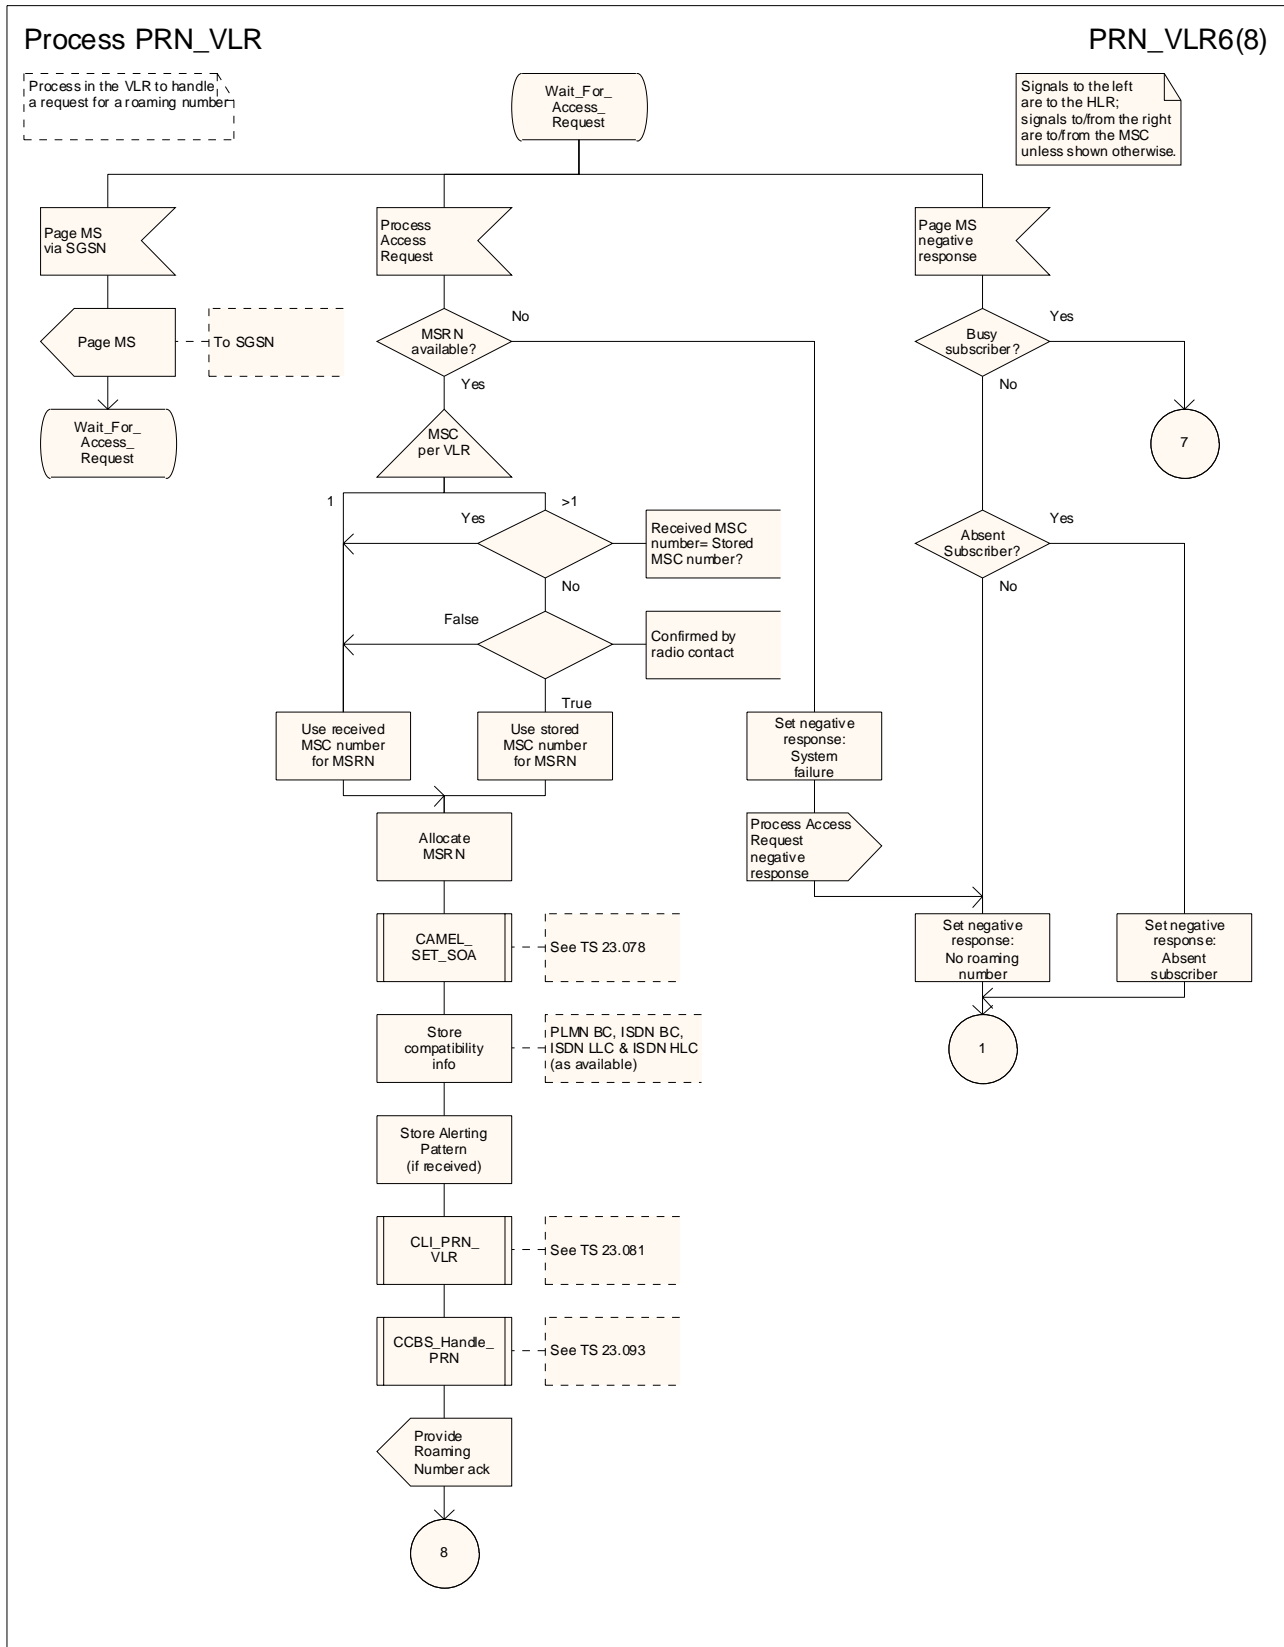 Process PRN_VLR
PRN_VLR6(8)
Process in the VLR to handle
a request for a roaming number
Wait_For_
Access_
Request
Signals to the left
are to the HLR;
signals to/from the right
are to/from the MSC
unless shown otherwise.
Page MS
via SGSN
Process
Access
Request
Page MS
negative
response
Page MS
To SGSN
MSRN
available?
No
Yes
Busy
subscriber?
Yes
No
Wait_For_
Access_
Request
MSC
per VLR
7
1
>1
Yes
Received MSC
number= Stored
MSC number?
No
Absent
Subscriber?
Yes
No
False
Confirmed by
radio contact
True
Use received
MSC number
for MSRN
Use stored
MSC number
for MSRN
Set negative
response:
System
failure
Allocate
MSRN
Process Access
Request
negative
response
CAMEL_
SET_SOA
See TS 23.078
Set negative
response:
No roaming
number
Set negative
response:
Absent
subscriber
Store
compatibility
info
PLMN BC, ISDN BC,
ISDN LLC & ISDN HLC
(as available)
1
Store Alerting
Pattern
(if received)
CLI_PRN_
VLR
See TS 23.081
CCBS_Handle_
PRN
See TS 23.093
Provide
Roaming
Number ack
8